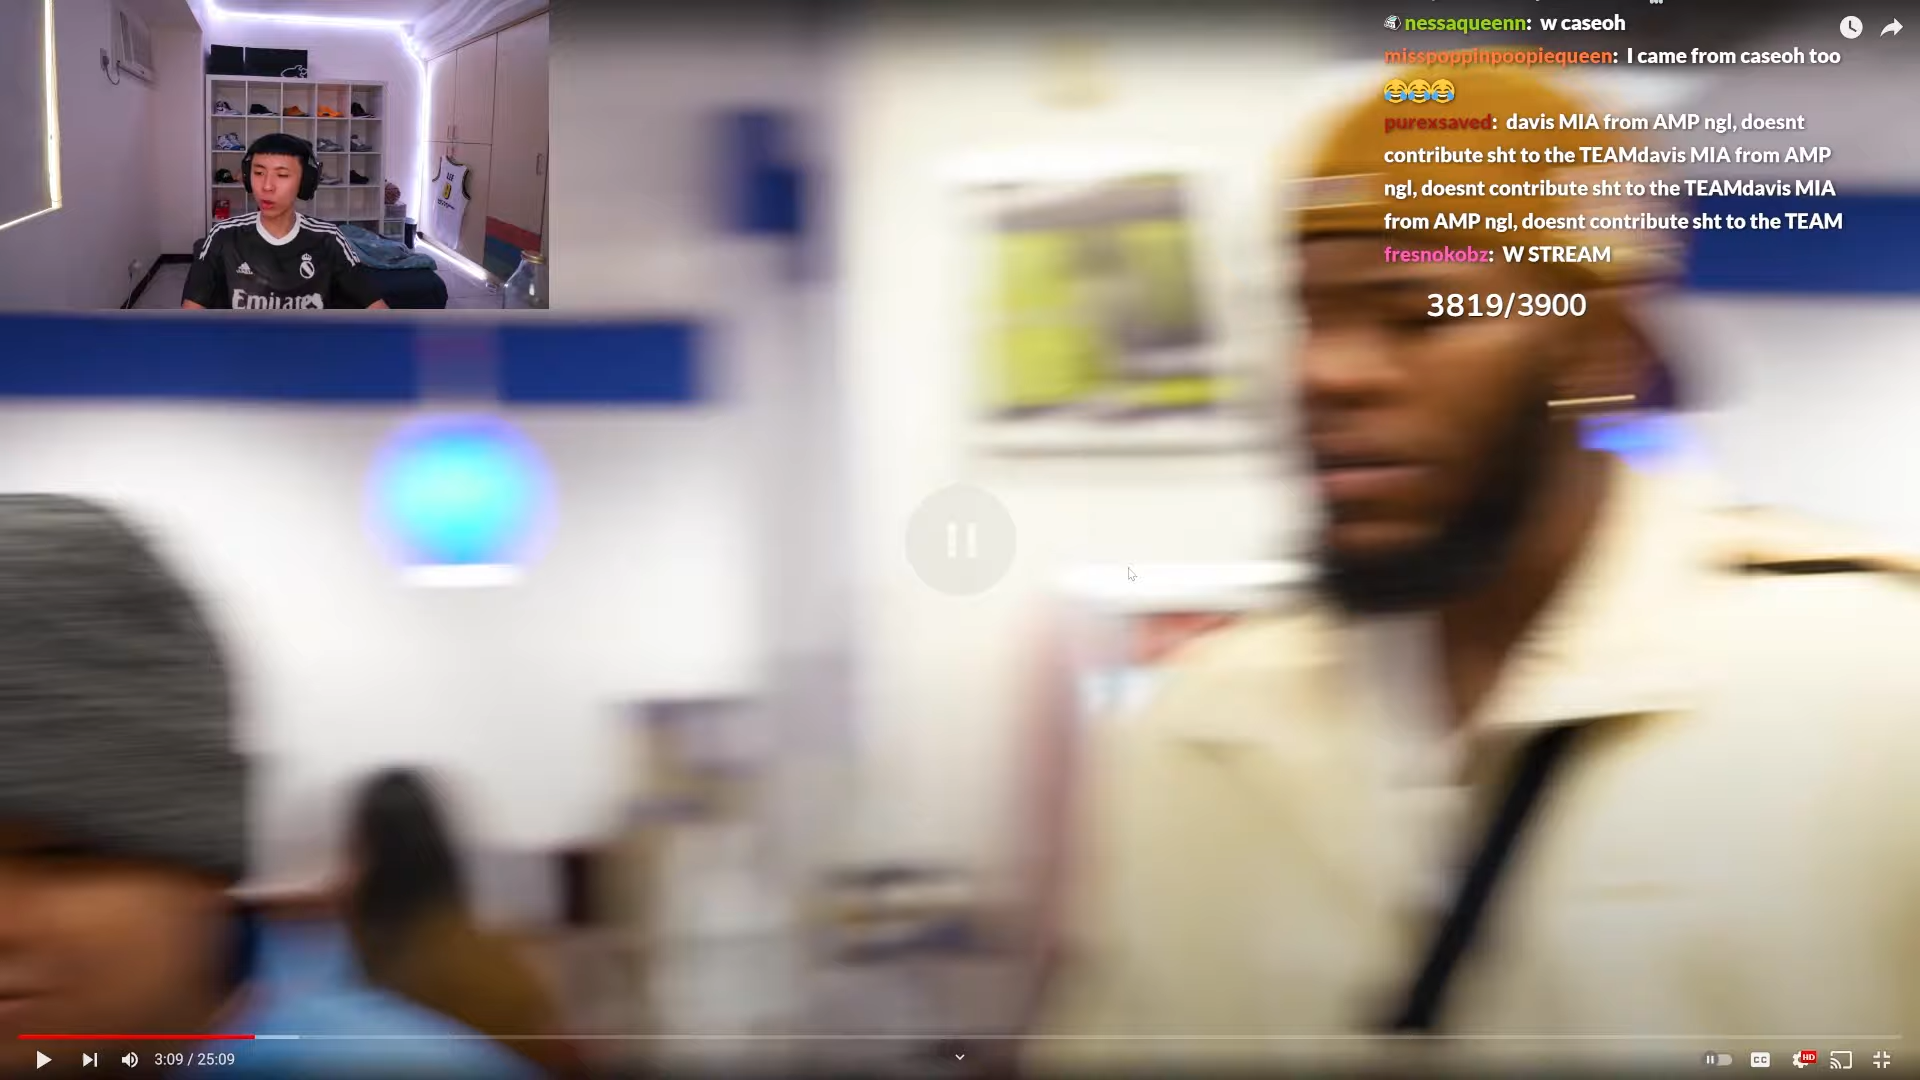 nessaqueenn: w caseoh
misspoppinpoopiequeen: I came from caseoh too
😂😂😂
purexsaved: davis MIA from AMP ngl, doesnt
contribute sht to the TEAMdavis MIA from AMP
ngl, doesnt contribute sht to the TEAMdavis MIA
from AMP ngl, doesnt contribute sht to the TEAM
fresnokobz: W STREAM
3819/3900
Emirates
3:09 / 25:09
CC
HD